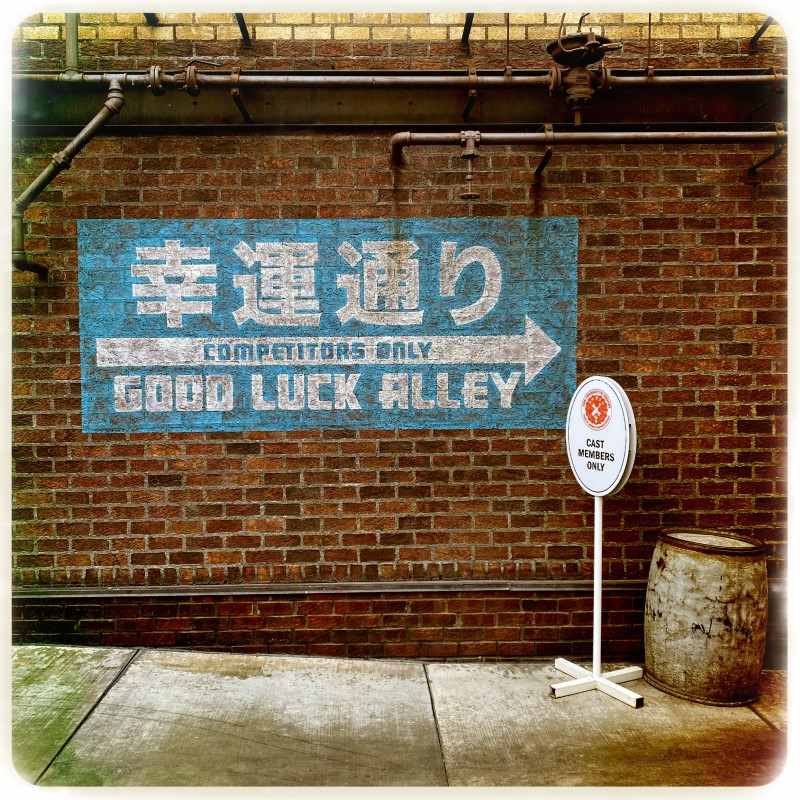 幸運通り
COMPETITORS ONLY
GOOD LUCK ALLEY
CAST
MEMBERS
ONLY